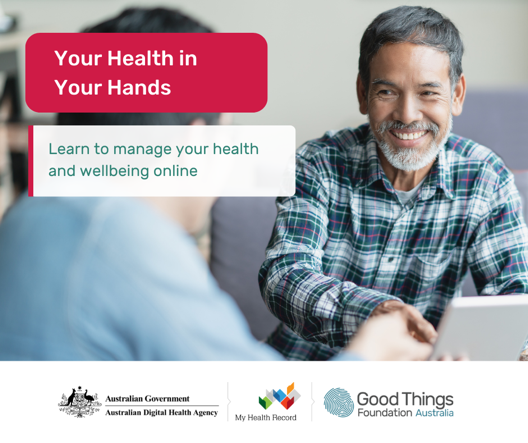 Your Health in
Your Hands
Learn to manage your health
and wellbeing online
Australian Government
Australian Digital Health Agency
My Health Record
Good Things
Foundation Australia